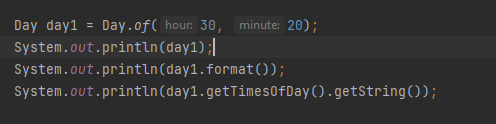 Day day1 = Day.of( hour: 30, minute: 20);
System.out.println(day1);
System.out.println(day1.format());
System.out.println(day1.getTimesOfDay().getString());